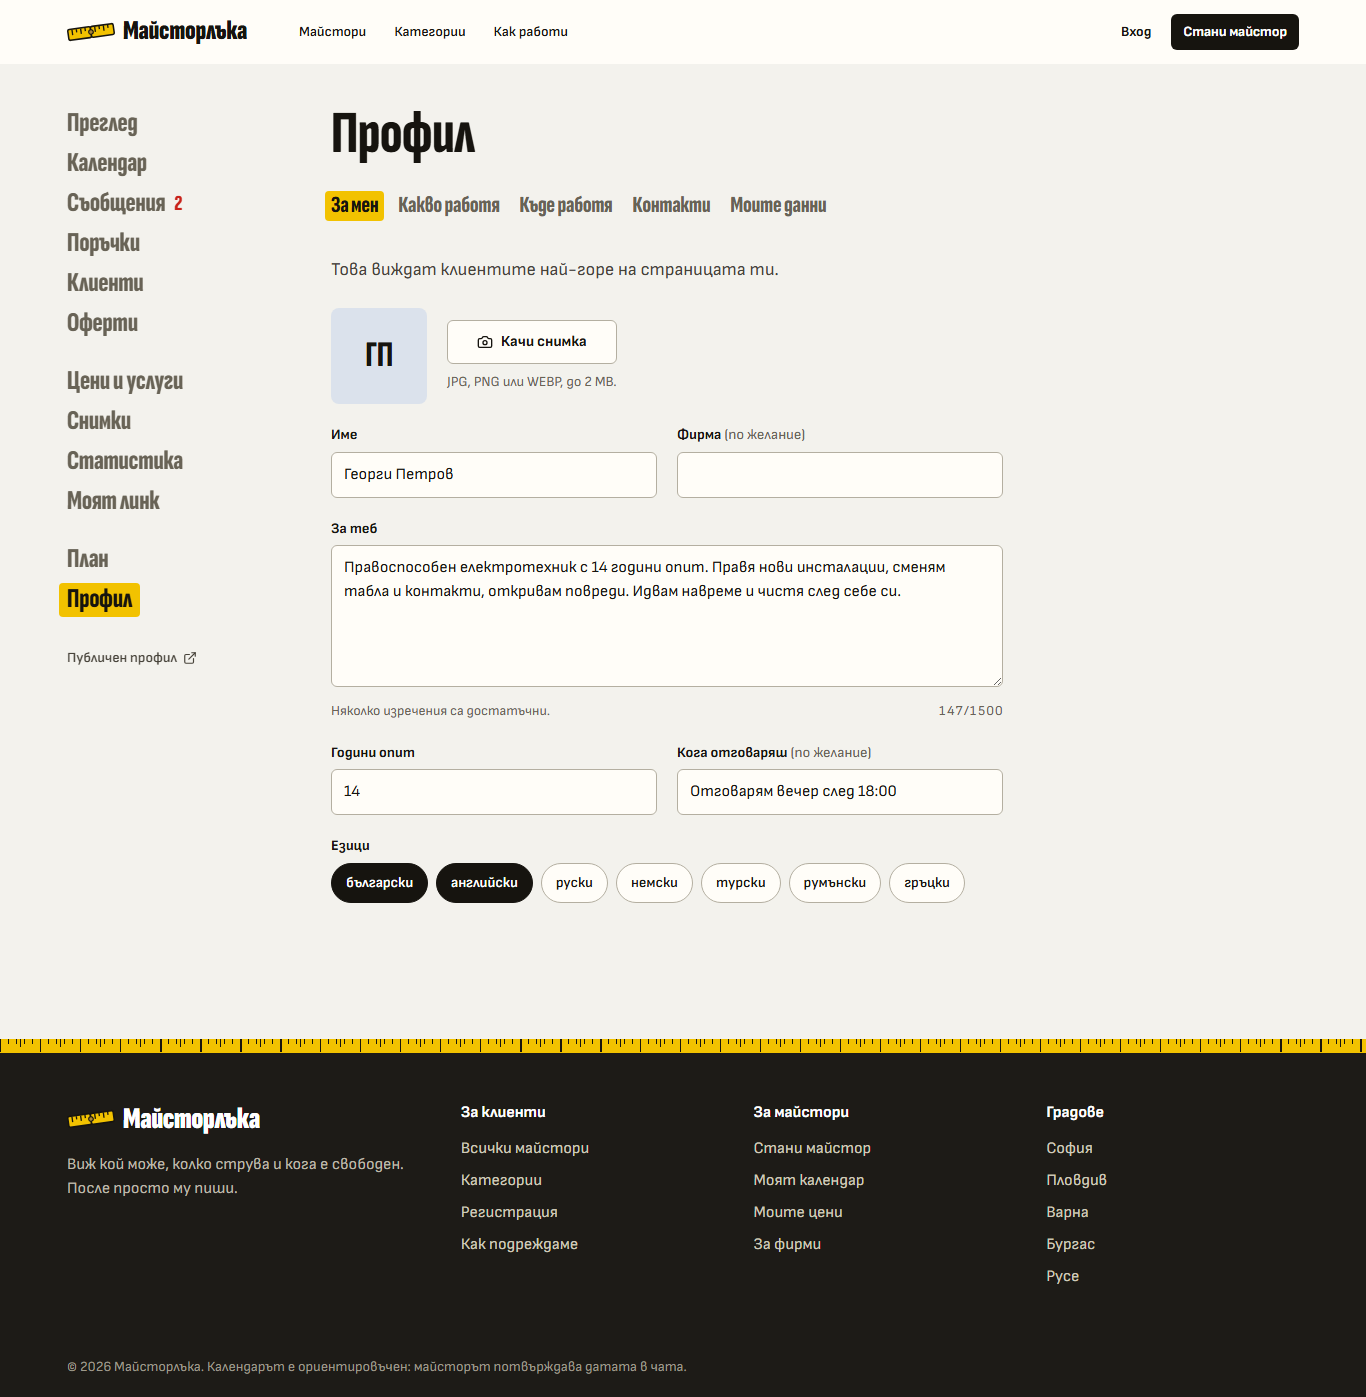 Майсторлъка
Майстори
Категории
Как работи
Вход
Стани майстор
Преглед
Календар
Съобщения 2
Поръчки
Клиенти
Оферти
Цени и услуги
Снимки
Статистика
Моят линк
План
Профил
Публичен профил
Профил
За мен
Какво работя
Къде работя
Контакти
Моите данни
Това виждат клиентите най-горе на страницата ти.
ГП
Качи снимка
JPG, PNG или WEBP, до 2 MB.
Име
Георги Петров
Фирма (по желание)
За теб
Правоспособен електротехник с 14 години опит. Правя нови инсталации, сменям
табла и контакти, откривам повреди. Идвам навреме и чистя след себе си.
Няколко изречения са достатъчни.
147/1500
Години опит
14
Кога отговаряш (по желание)
Отговарям вечер след 18:00
Езици
български
английски
руски
немски
турски
румънски
гръцки
Майсторлъка
Виж кой може, колко струва и кога е свободен.
После просто му пиши.
За клиенти
Всички майстори
Категории
Регистрация
Как подреждаме
За майстори
Стани майстор
Моят календар
Моите цени
За фирми
Градове
София
Пловдив
Варна
Бургас
Русе
© 2026 Майсторлъка. Календарът е ориентировъчен: майсторът потвърждава датата в чата.